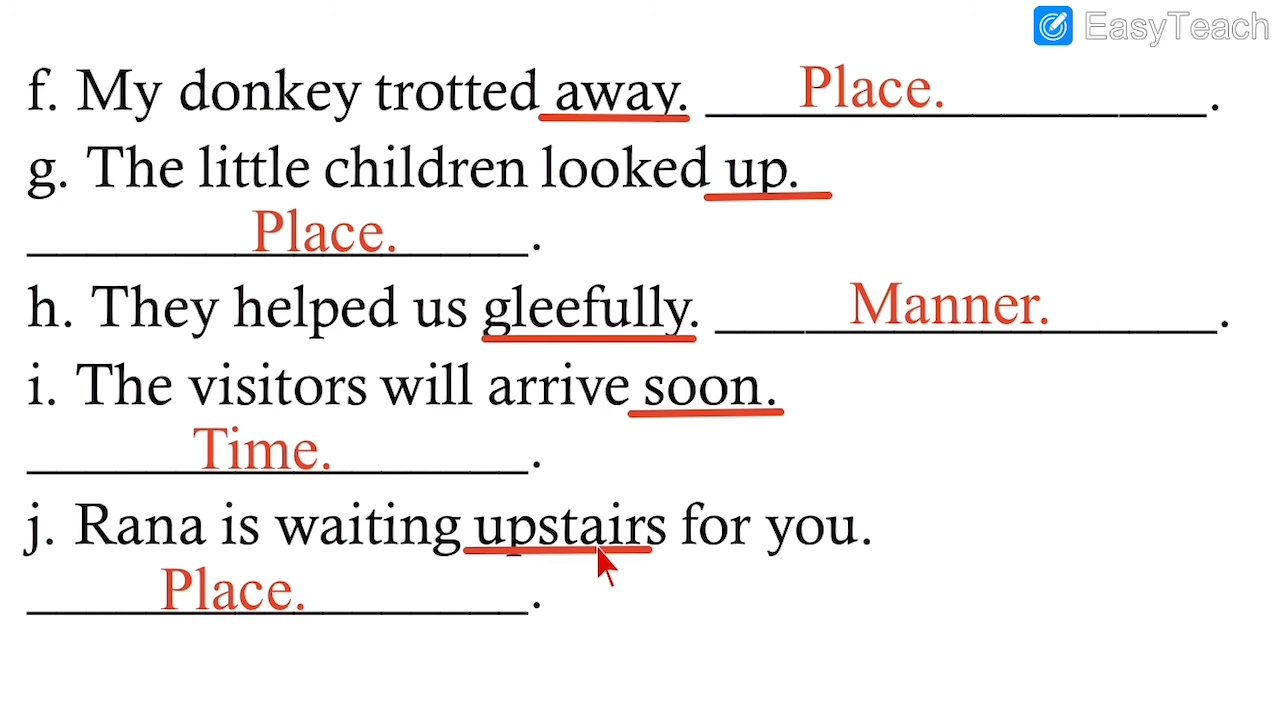 EasyTeach
f. My donkey trotted away. Place.
g. The little children looked up.
Place.
h. They helped us gleefully. Manner.
i. The visitors will arrive soon.
Time.
j. Rana is waiting upstairs for you.
Place.